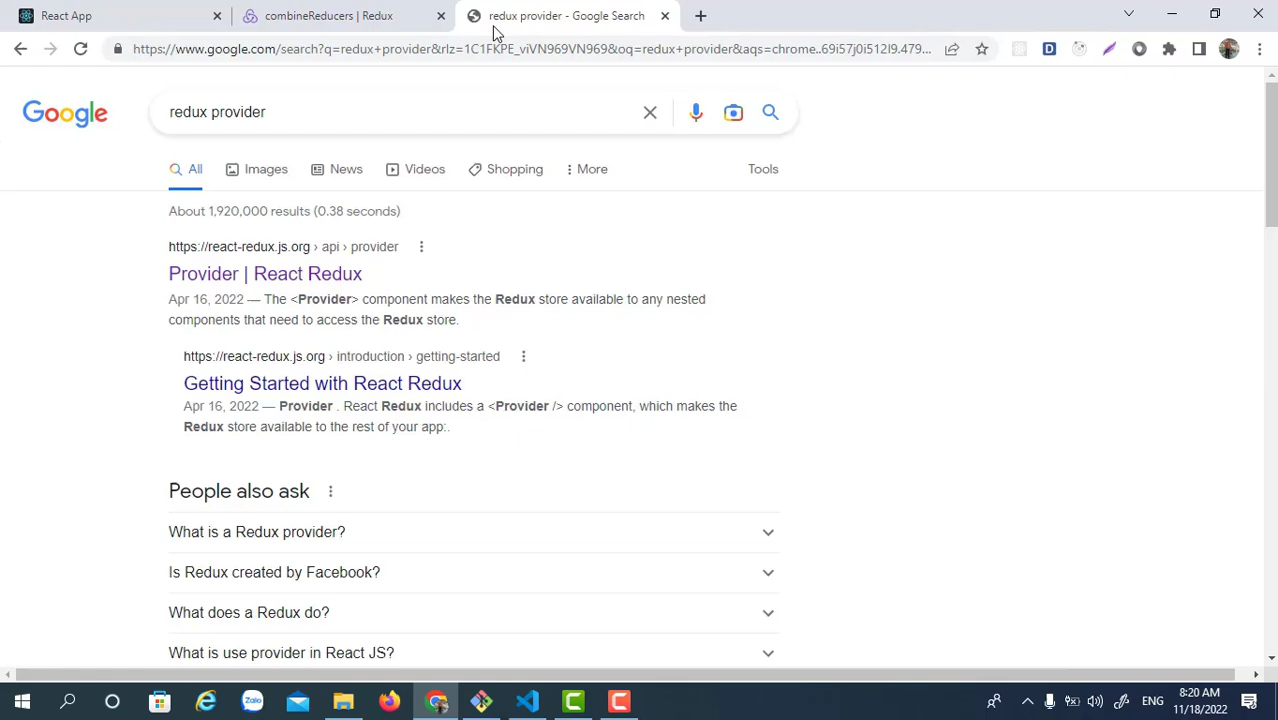 React App
combineReducers | Redux
redux provider - Google Search
https://www.google.com/search?q=redux+provider&rlz=1C1FKPE_viVN969VN969&oq=redux+provider&aqs=chrome..69i57j0i512l9.479...
Google
redux provider
All
Images
News
Videos
Shopping
More
Tools
About 1,920,000 results (0.38 seconds)
https://react-redux.js.org › api › provider
Provider | React Redux
Apr 16, 2022 — The <Provider> component makes the Redux store available to any nested
components that need to access the Redux store.
https://react-redux.js.org › introduction › getting-started
Getting Started with React Redux
Apr 16, 2022 — Provider . React Redux includes a <Provider /> component, which makes the
Redux store available to the rest of your app:.
People also ask
What is a Redux provider?
Is Redux created by Facebook?
What does a Redux do?
What is use provider in React JS?
Zalo
ENG
8:20 AM
11/18/2022